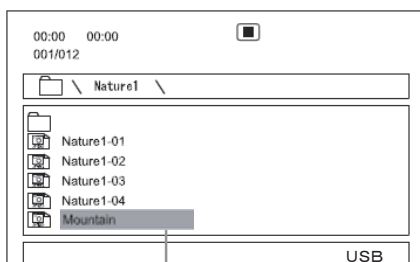 00:00 00:00
001/012
\ Nature1 \
Nature1-01
Nature1-02
Nature1-03
Nature1-04
Mountain
USB